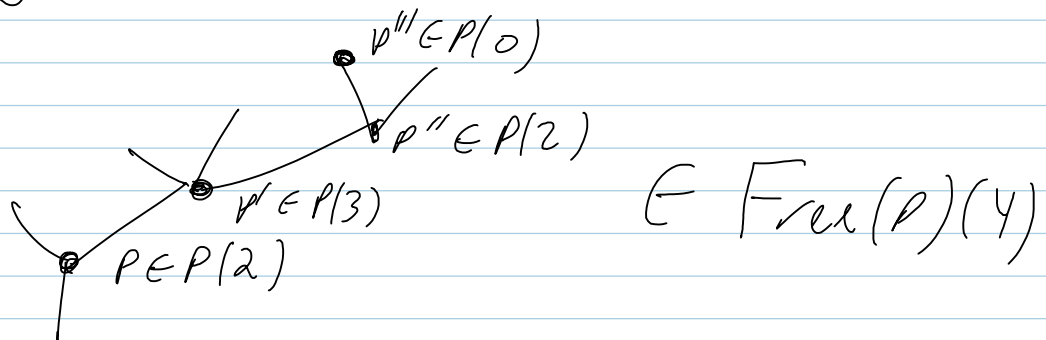 p''' ∈ P(0)
p'' ∈ P(2)
p' ∈ P(3)
∈ Free(P)(4)
p ∈ P(2)